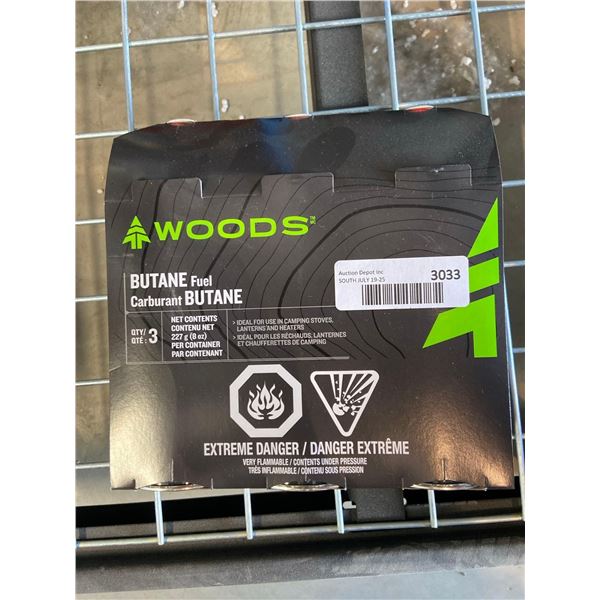 WOODS
BUTANE Fuel
Carburant BUTANE
Auction Depot Inc
SOUTH JULY 19-25
3033
QTY/
QTÉ : 3
NET CONTENTS
CONTENU NET
227 g (8 oz)
PER CONTAINER
PAR CONTENANT
> IDEAL FOR USE IN CAMPING STOVES,
LANTERNS AND HEATERS
> IDÉAL POUR LES RÉCHAUDS, LANTERNES
ET CHAUFFERETTES DE CAMPING
EXTREME DANGER / DANGER EXTRÊME
VERY FLAMMABLE / CONTENTS UNDER PRESSURE
TRÈS INFLAMMABLE / CONTENU SOUS PRESSION